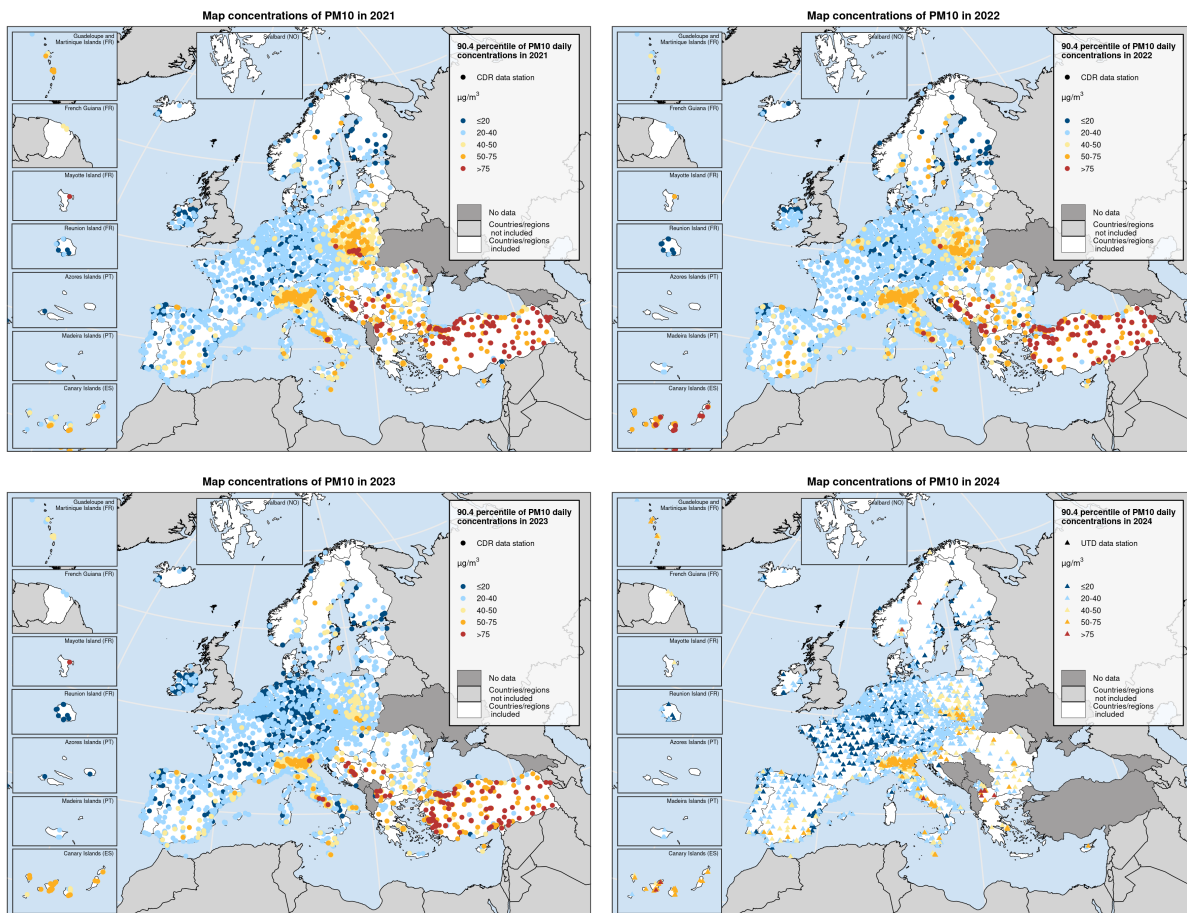 Map concentrations of PM10 in 2021
Guadeloupe and
Martinique Islands (FR)
Svalbard (NO)
French Guiana (FR)
Mayotte Island (FR)
Reunion Island (FR)
Azores Islands (PT)
Madeira Islands (PT)
Canary Islands (ES)
90.4 percentile of PM10 daily
concentrations in 2021
CDR data station
µg/m³
≤20
20-40
40-50
50-75
>75
No data
Countries/regions
not included
Countries/regions
included
Map concentrations of PM10 in 2022
Guadeloupe and
Martinique Islands (FR)
Svalbard (NO)
French Guiana (FR)
Mayotte Island (FR)
Reunion Island (FR)
Azores Islands (PT)
Madeira Islands (PT)
Canary Islands (ES)
90.4 percentile of PM10 daily
concentrations in 2022
CDR data station
µg/m³
≤20
20-40
40-50
50-75
>75
No data
Countries/regions
not included
Countries/regions
included
Map concentrations of PM10 in 2023
Guadeloupe and
Martinique Islands (FR)
Svalbard (NO)
French Guiana (FR)
Mayotte Island (FR)
Reunion Island (FR)
Azores Islands (PT)
Madeira Islands (PT)
Canary Islands (ES)
90.4 percentile of PM10 daily
concentrations in 2023
CDR data station
µg/m³
≤20
20-40
40-50
50-75
>75
No data
Countries/regions
not included
Countries/regions
included
Map concentrations of PM10 in 2024
Guadeloupe and
Martinique Islands (FR)
Svalbard (NO)
French Guiana (FR)
Mayotte Island (FR)
Reunion Island (FR)
Azores Islands (PT)
Madeira Islands (PT)
Canary Islands (ES)
90.4 percentile of PM10 daily
concentrations in 2024
UTD data station
µg/m³
≤20
20-40
40-50
50-75
>75
No data
Countries/regions
not included
Countries/regions
included